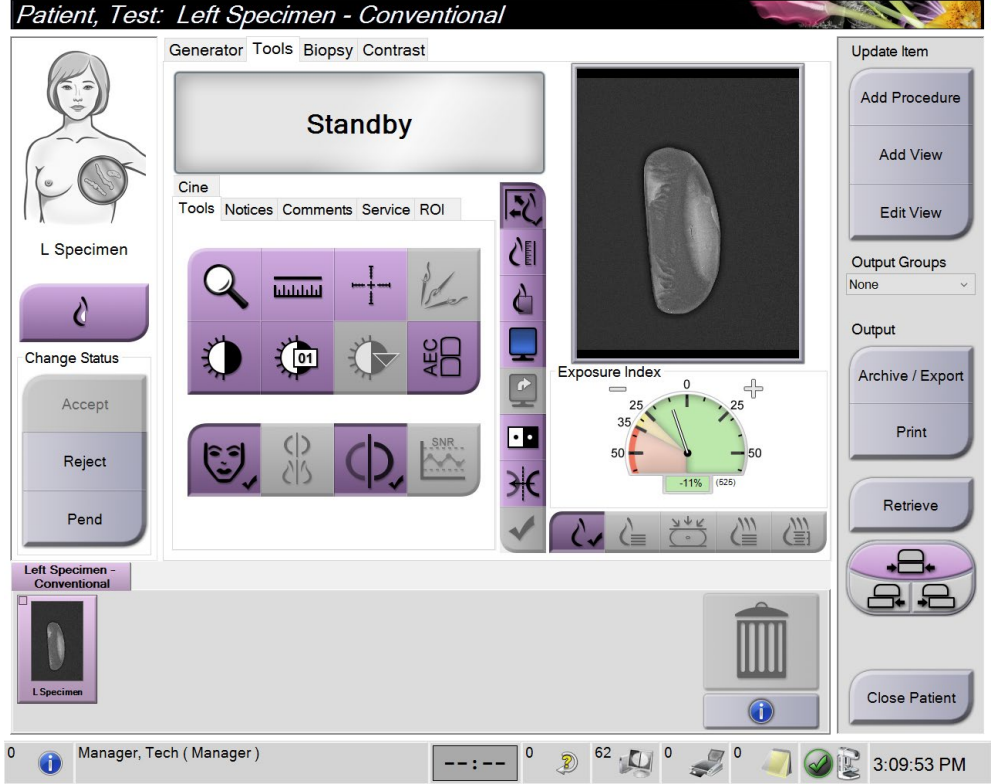 Patient, Test: Left Specimen - Conventional
Generator Tools Biopsy Contrast
Standby
Cine
Tools Notices Comments Service ROI
01
AEC
SNR
L Specimen
Change Status
Accept
Reject
Pend
Exposure Index
0
25
25
35
50
50
-11% (525)
Update Item
Add Procedure
Add View
Edit View
Output Groups
None
Output
Archive / Export
Print
Retrieve
Close Patient
Left Specimen -
Conventional
L Specimen
0
Manager, Tech ( Manager )
--:--
0
62
0
0
3:09:53 PM